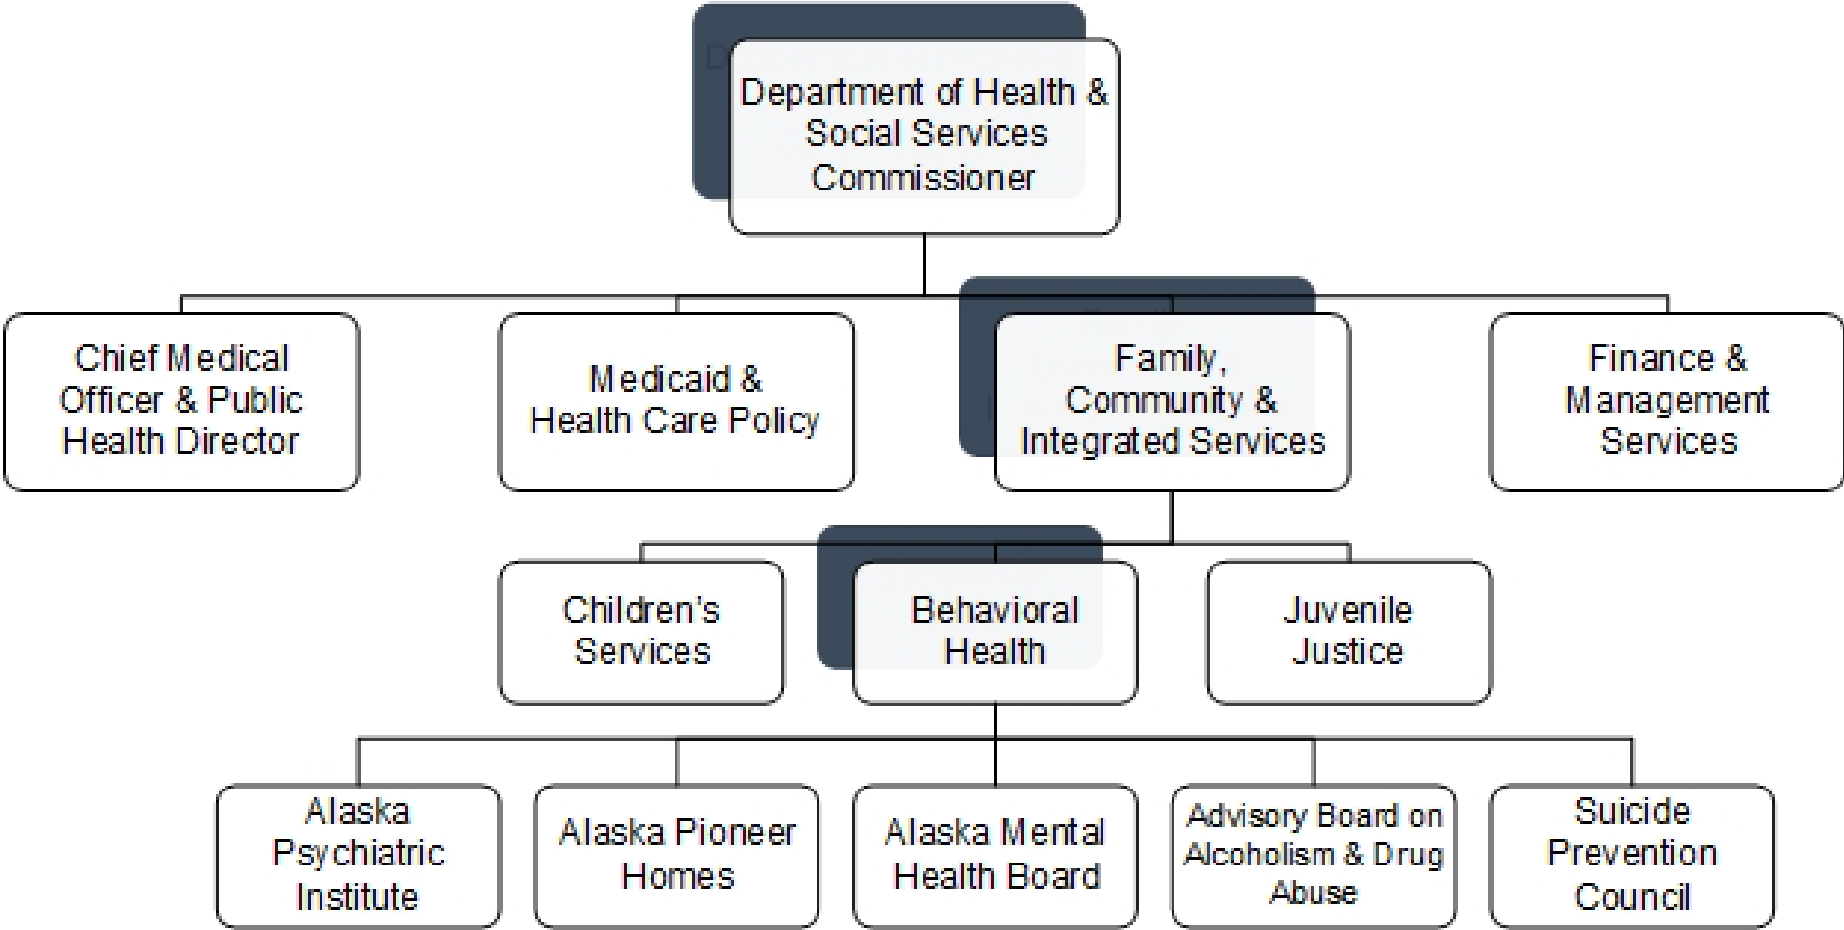 Department of Health &
Social Services
Commissioner
Chief Medical
Officer & Public
Health Director
Medicaid &
Health Care Policy
Family,
Community &
Integrated Services
Finance &
Management
Services
Children's
Services
Behavioral
Health
Juvenile
Justice
Alaska
Psychiatric
Institute
Alaska Pioneer
Homes
Alaska Mental
Health Board
Advisory Board on
Alcoholism & Drug
Abuse
Suicide
Prevention
Council